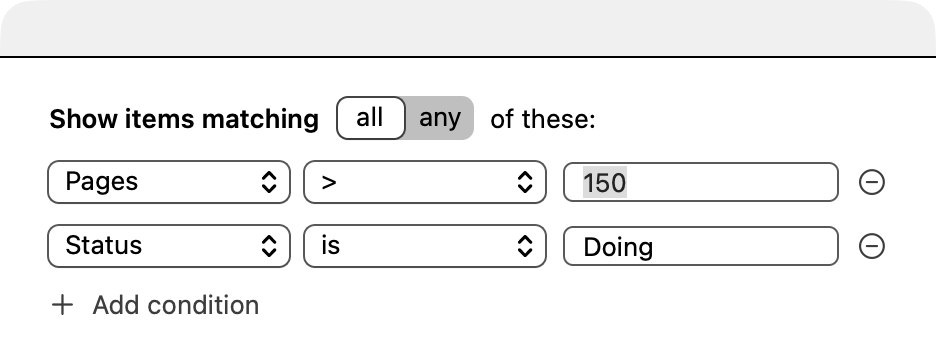 Show items matching all any of these:
Pages > 150
Status is Doing
+ Add condition